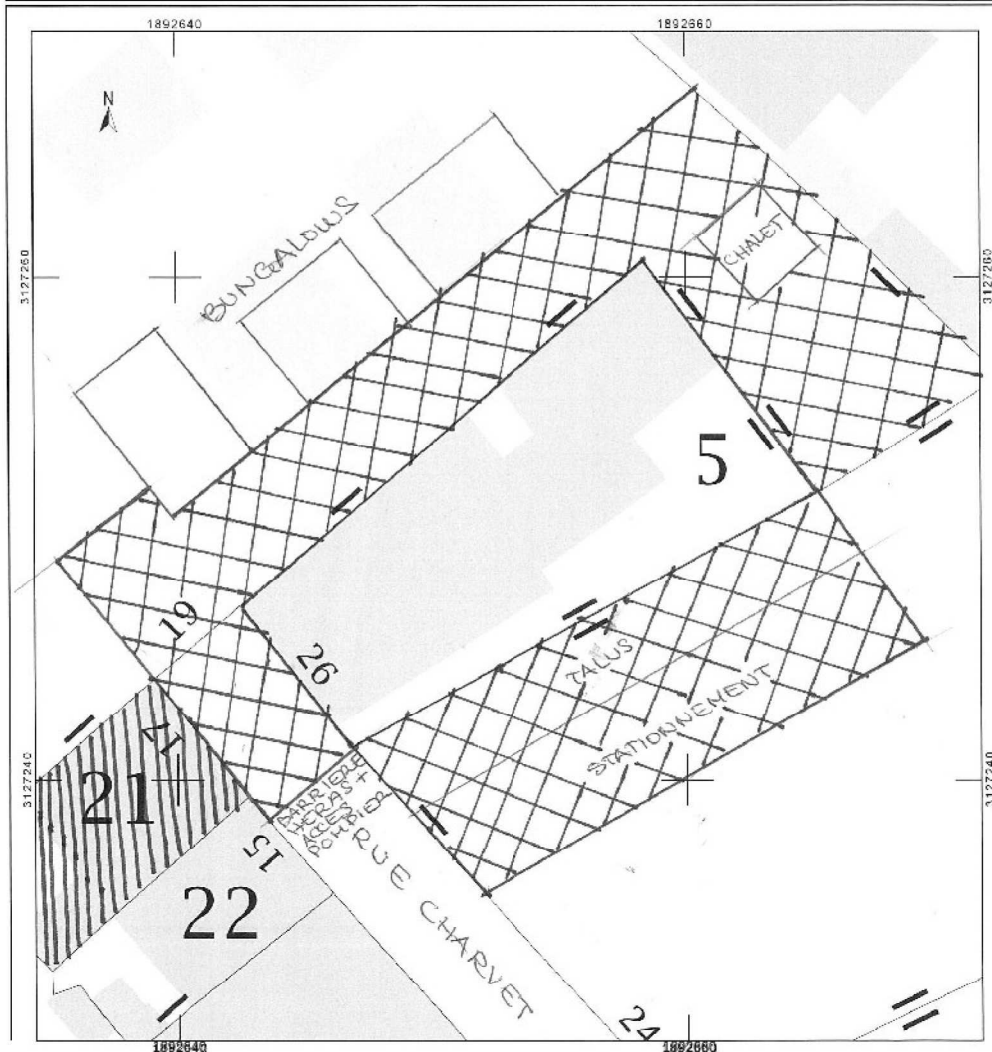 1892640 1892660
N
BUNGALOWS
CHALET
3127260 3127260
5
19
26
TALUS
STATIONNEMENT
17
21
3127240 3127240
BARRIERE
HERAS +
ACCES
POMPIER
15
RUE CHARVET
22
24
1892640 1892660